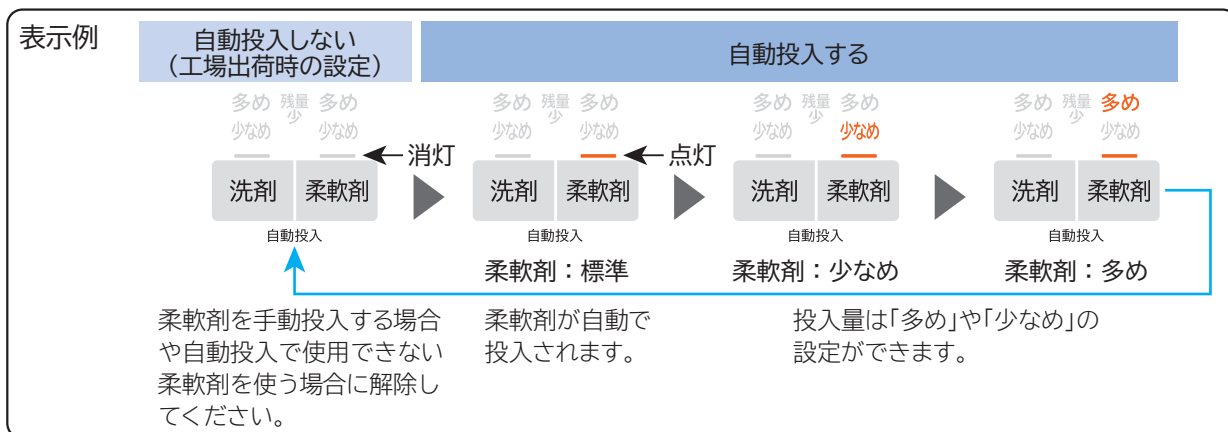 表示例
自動投入しない
（工場出荷時の設定）
自動投入する
多め 残量少 多め
少なめ 少なめ
消灯
洗剤 柔軟剤
自動投入
多め 残量少 多め
少なめ 少なめ
点灯
洗剤 柔軟剤
自動投入
柔軟剤：標準
多め 残量少 多め
少なめ 少なめ
洗剤 柔軟剤
自動投入
柔軟剤：少なめ
多め 残量少 多め
少なめ 少なめ
洗剤 柔軟剤
自動投入
柔軟剤：多め
柔軟剤を手動投入する場合
や自動投入で使用できない
柔軟剤を使う場合に解除し
てください。
柔軟剤が自動で
投入されます。
投入量は「多め」や「少なめ」の
設定ができます。